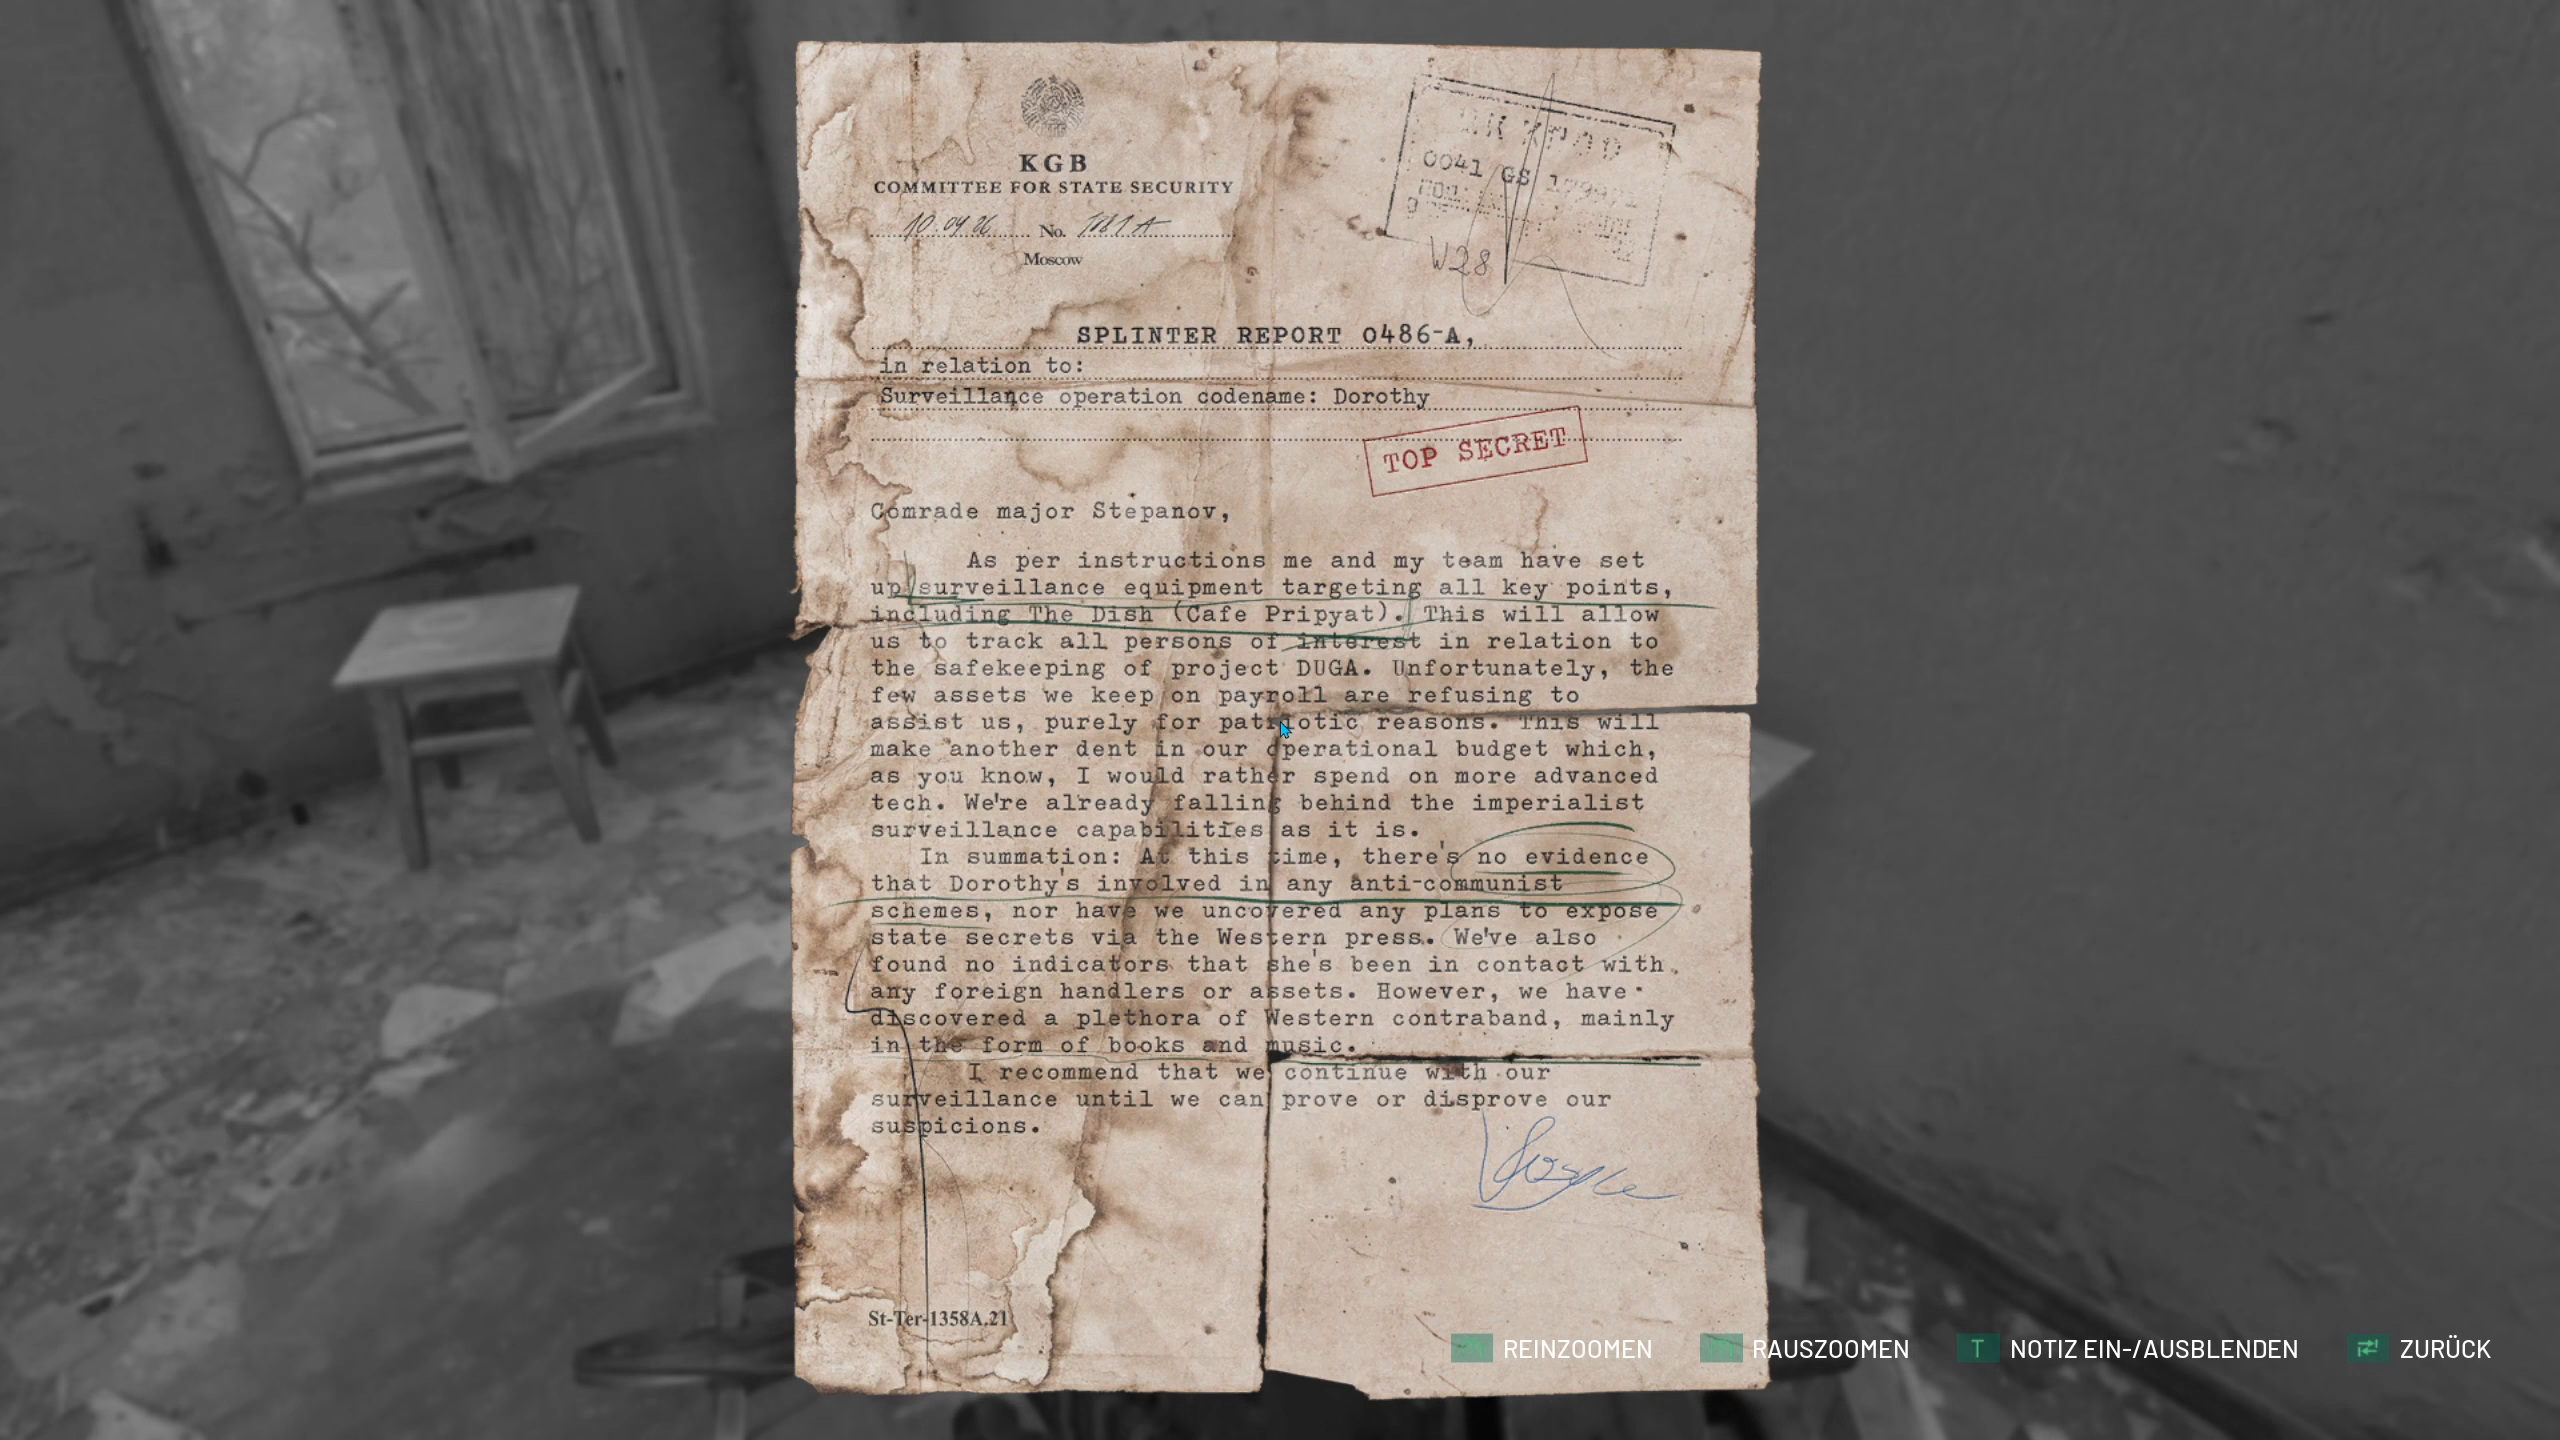 KGB
COMMITTEE FOR STATE SECURITY
No.
Moscow
0041 GS
W28
SPLINTER REPORT 0486-A,
in relation to:
Surveillance operation codename: Dorothy
TOP SECRET
Comrade major Stepanov,
As per instructions me and my team have set
up surveillance equipment targeting all key points,
including The Dish (Cafe Pripyat). This will allow
us to track all persons of interest in relation to
the safekeeping of project DUGA. Unfortunately, the
few assets we keep on payroll are refusing to
assist us, purely for patriotic reasons. This will
make another dent in our operational budget which,
as you know, I would rather spend on more advanced
tech. We're already falling behind the imperialist
surveillance capabilities as it is.
In summation: At this time, there's no evidence
that Dorothy's involved in any anti-communist
schemes, nor have we uncovered any plans to expose
state secrets via the Western press. We've also
found no indicators that she's been in contact with
any foreign handlers or assets. However, we have
discovered a plethora of Western contraband, mainly
in the form of books and music.
I recommend that we continue with our
surveillance until we can prove or disprove our
suspicions.
St-Ter-1358A.21
REINZOOMEN
RAUSZOOMEN
T NOTIZ EIN-/AUSBLENDEN
ZURÜCK